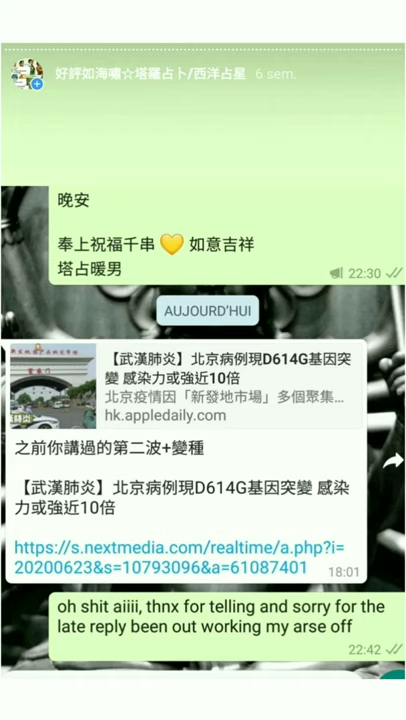 好評如海嘯☆塔羅占卜/西洋占星 6 sem.
晚安
奉上祝福千串💛如意吉祥
塔占暖男
22:30
AUJOURD'HUI
【武漢肺炎】北京病例現D614G基因突
變 感染力或強近10倍
北京疫情因「新發地市場」多個聚集...
hk.appledaily.com
之前你講過的第二波+變種
【武漢肺炎】北京病例現D614G基因突變 感染
力或強近10倍
https://s.nextmedia.com/realtime/a.php?i=
20200623&s=10793096&a=61087401
18:01
oh shit aiiii, thnx for telling and sorry for the
late reply been out working my arse off
22:42